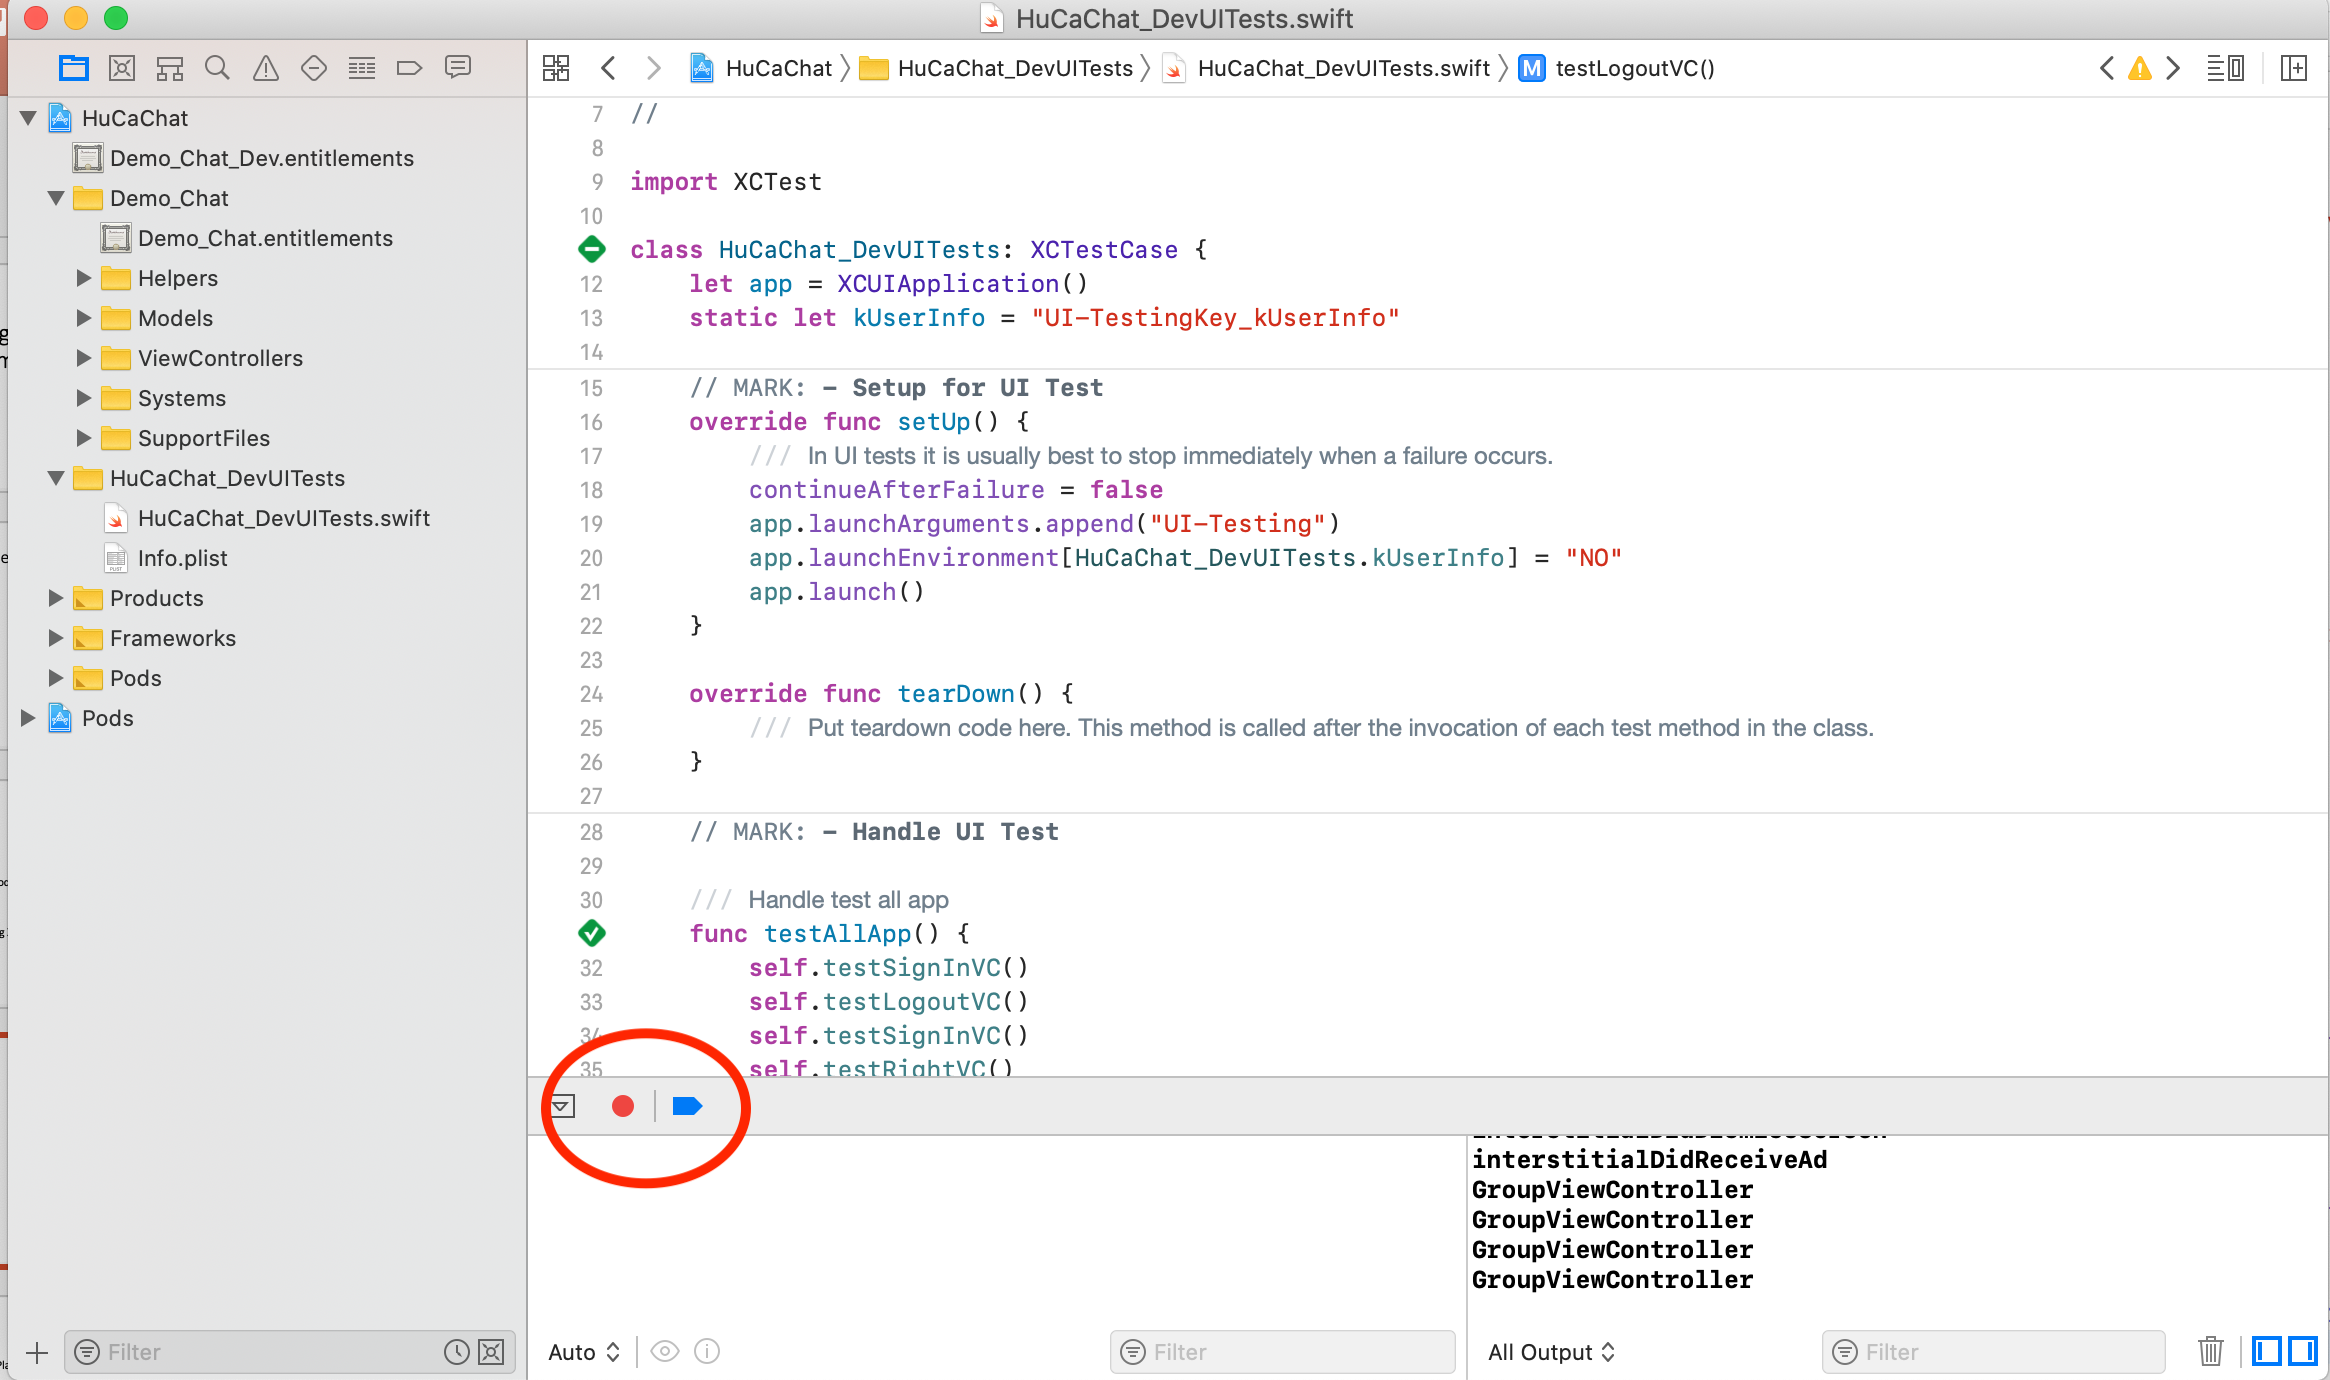 HuCaChat_DevUITests.swift
HuCaChat
HuCaChat_DevUITests
HuCaChat_DevUITests.swift
M
testLogoutVC()
HuCaChat
Demo_Chat_Dev.entitlements
Demo_Chat
Demo_Chat.entitlements
Helpers
Models
ViewControllers
Systems
SupportFiles
HuCaChat_DevUITests
HuCaChat_DevUITests.swift
Info.plist
Products
Frameworks
Pods
Pods
7 //
8
9 import XCTest
10
class HuCaChat_DevUITests: XCTestCase {
12 let app = XCUIApplication()
13 static let kUserInfo = "UI-TestingKey_kUserInfo"
14
15 // MARK: - Setup for UI Test
16 override func setUp() {
17 /// In UI tests it is usually best to stop immediately when a failure occurs.
18 continueAfterFailure = false
19 app.launchArguments.append("UI-Testing")
20 app.launchEnvironment[HuCaChat_DevUITests.kUserInfo] = "NO"
21 app.launch()
22 }
23
24 override func tearDown() {
25 /// Put teardown code here. This method is called after the invocation of each test method in the class.
26 }
27
28 // MARK: - Handle UI Test
29
30 /// Handle test all app
func testAllApp() {
32 self.testSignInVC()
33 self.testLogoutVC()
34 self.testSignInVC()
35 self.testRightVC()
interstitialDidReceiveAd
GroupViewController
GroupViewController
GroupViewController
GroupViewController
Filter
Auto
Filter
All Output
Filter